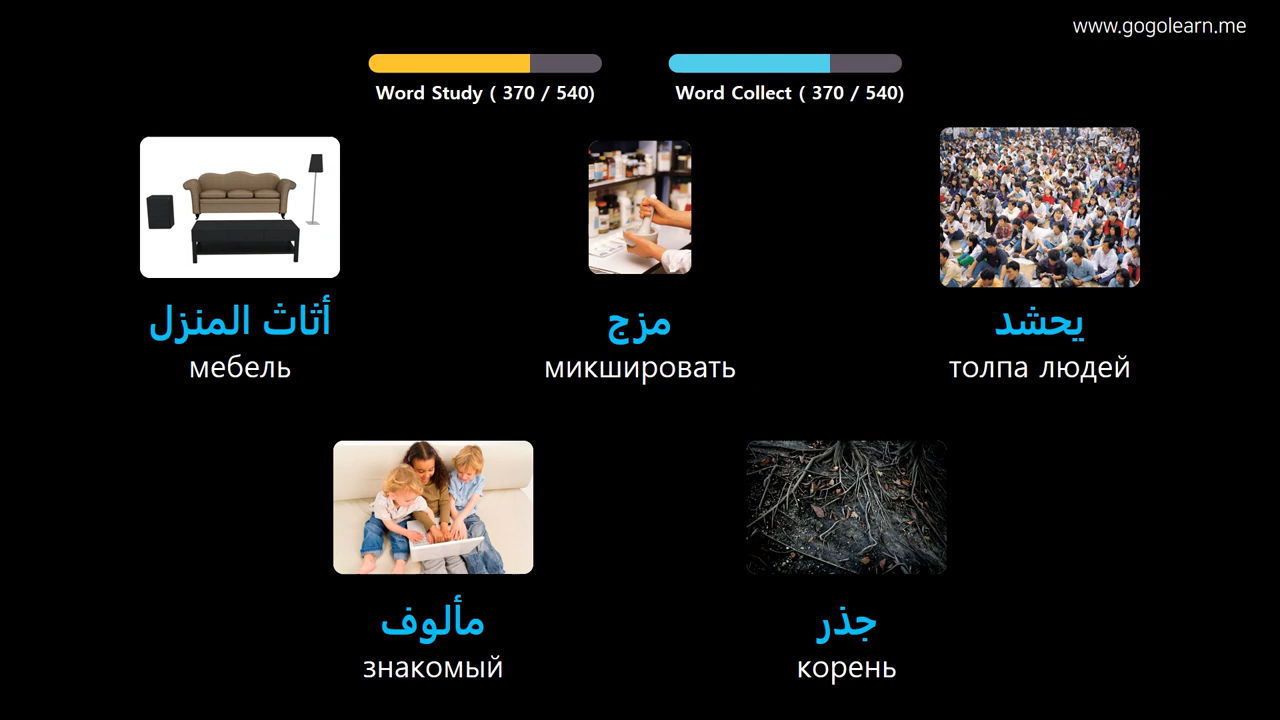 www.gogolearn.me
Word Study ( 370 / 540)
Word Collect ( 370 / 540)
أثاث المنزل
мебель
مزج
микшировать
يحشد
толпа людей
مألوف
знакомый
جذر
корень